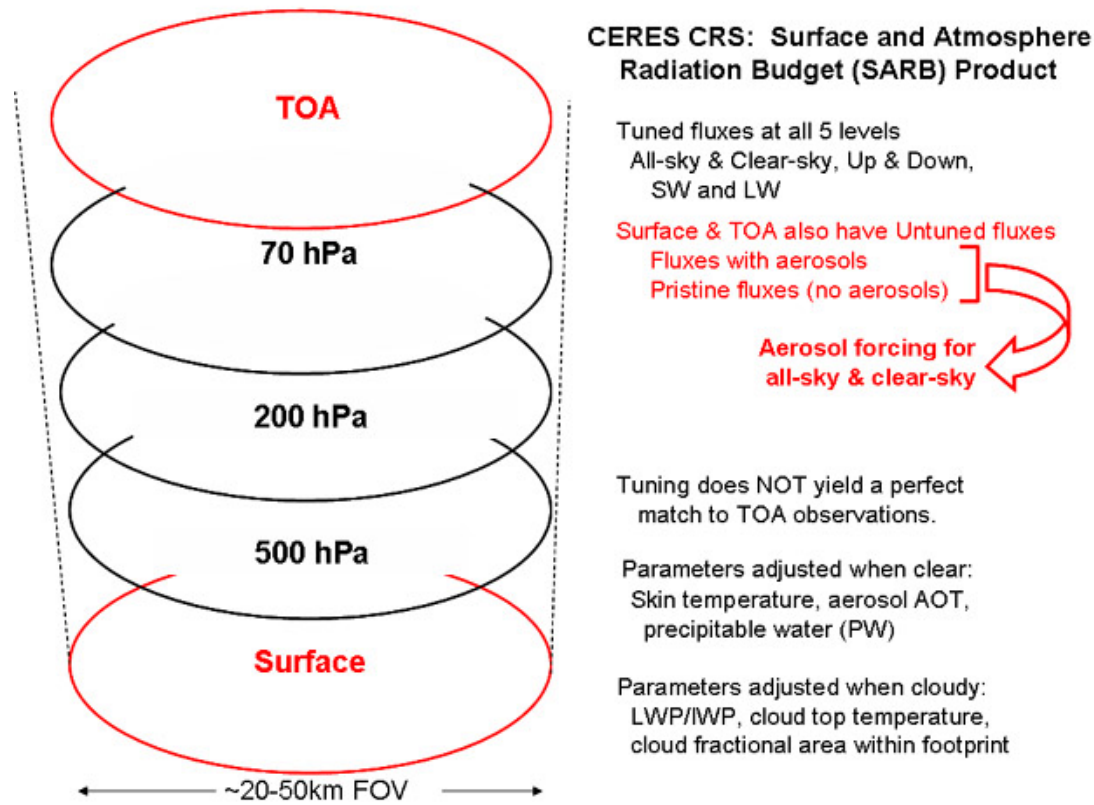 CERES CRS: Surface and Atmosphere
Radiation Budget (SARB) Product
TOA
70 hPa
200 hPa
500 hPa
Surface
~20-50km FOV
Tuned fluxes at all 5 levels
All-sky & Clear-sky, Up & Down,
SW and LW
Surface & TOA also have Untuned fluxes
Fluxes with aerosols
Pristine fluxes (no aerosols)
Aerosol forcing for
all-sky & clear-sky
Tuning does NOT yield a perfect
match to TOA observations.
Parameters adjusted when clear:
Skin temperature, aerosol AOT,
precipitable water (PW)
Parameters adjusted when cloudy:
LWP/IWP, cloud top temperature,
cloud fractional area within footprint